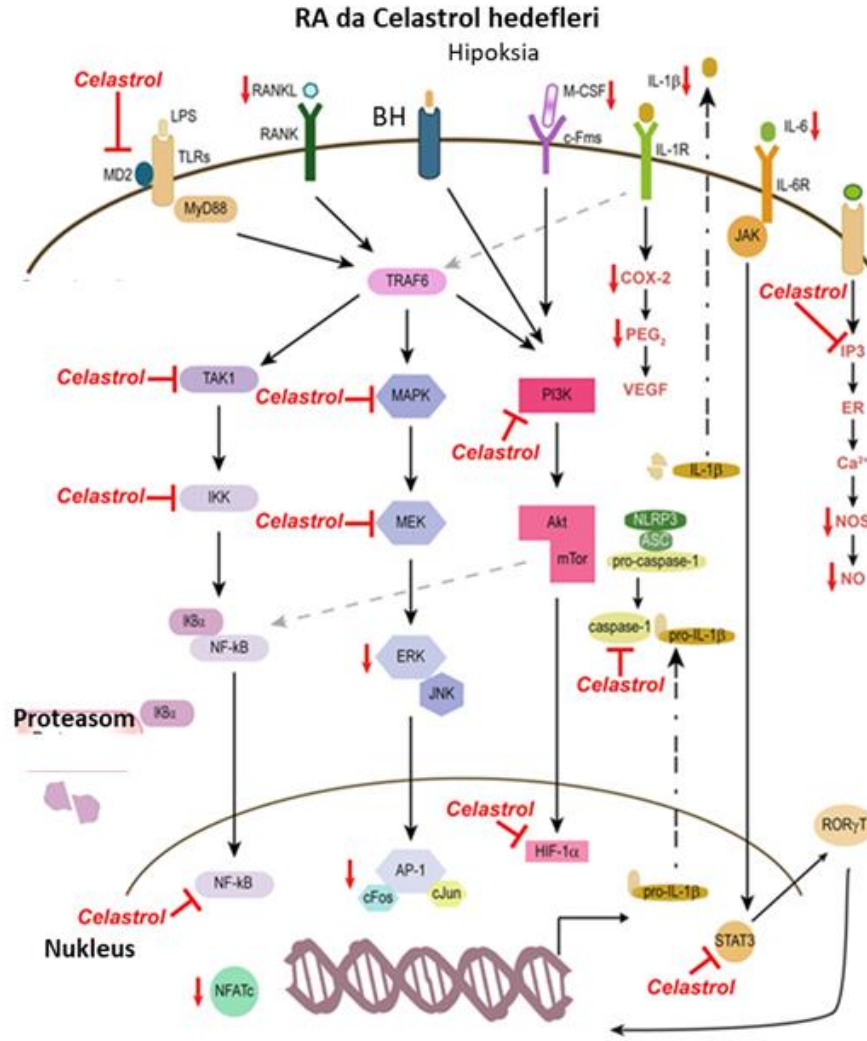 RA da Celastrol hedefleri
Hipoksia
Celastrol
LPS
MD2
TLRs
MyD88
RANKL
RANK
BH
M-CSF
c-Fms
IL-1β
IL-1R
IL-6
IL-6R
JAK
TRAF6
COX-2
PEG₂
VEGF
Celastrol
IP3
ER
Ca²⁺
NOS
NO
Celastrol
TAK1
Celastrol
MAPK
PI3K
Celastrol
Celastrol
IKK
Celastrol
MEK
Akt
mTor
IL-1β
NLRP3
ASC
pro-caspase-1
caspase-1
pro-IL-1β
Celastrol
IKBα
NF-kB
ERK
JNK
Proteasom
IKBα
Celastrol
HIF-1α
RORγT
NF-kB
Celastrol
AP-1
cFos
cJun
pro-IL-1β
STAT3
Celastrol
Nukleus
NFATc